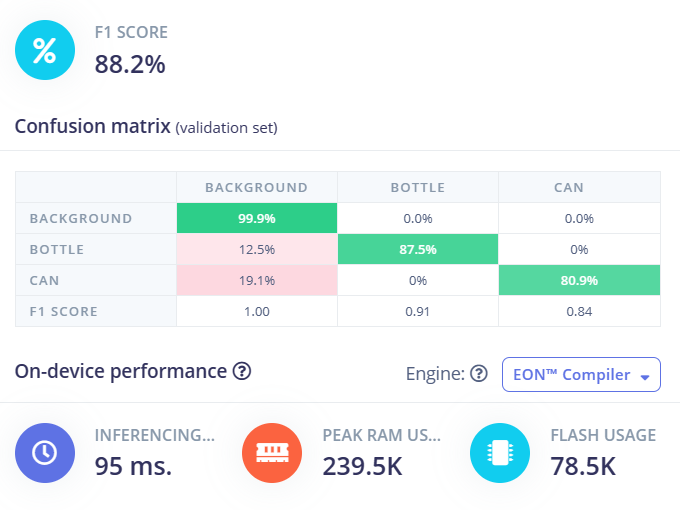 F1 SCORE
88.2%
Confusion matrix (validation set)
BACKGROUND BOTTLE CAN
BACKGROUND 99.9% 0.0% 0.0%
BOTTLE 12.5% 87.5% 0%
CAN 19.1% 0% 80.9%
F1 SCORE 1.00 0.91 0.84
On-device performance ? Engine: ? EON™ Compiler
INFERENCING... PEAK RAM US... FLASH USAGE
95 ms. 239.5K 78.5K